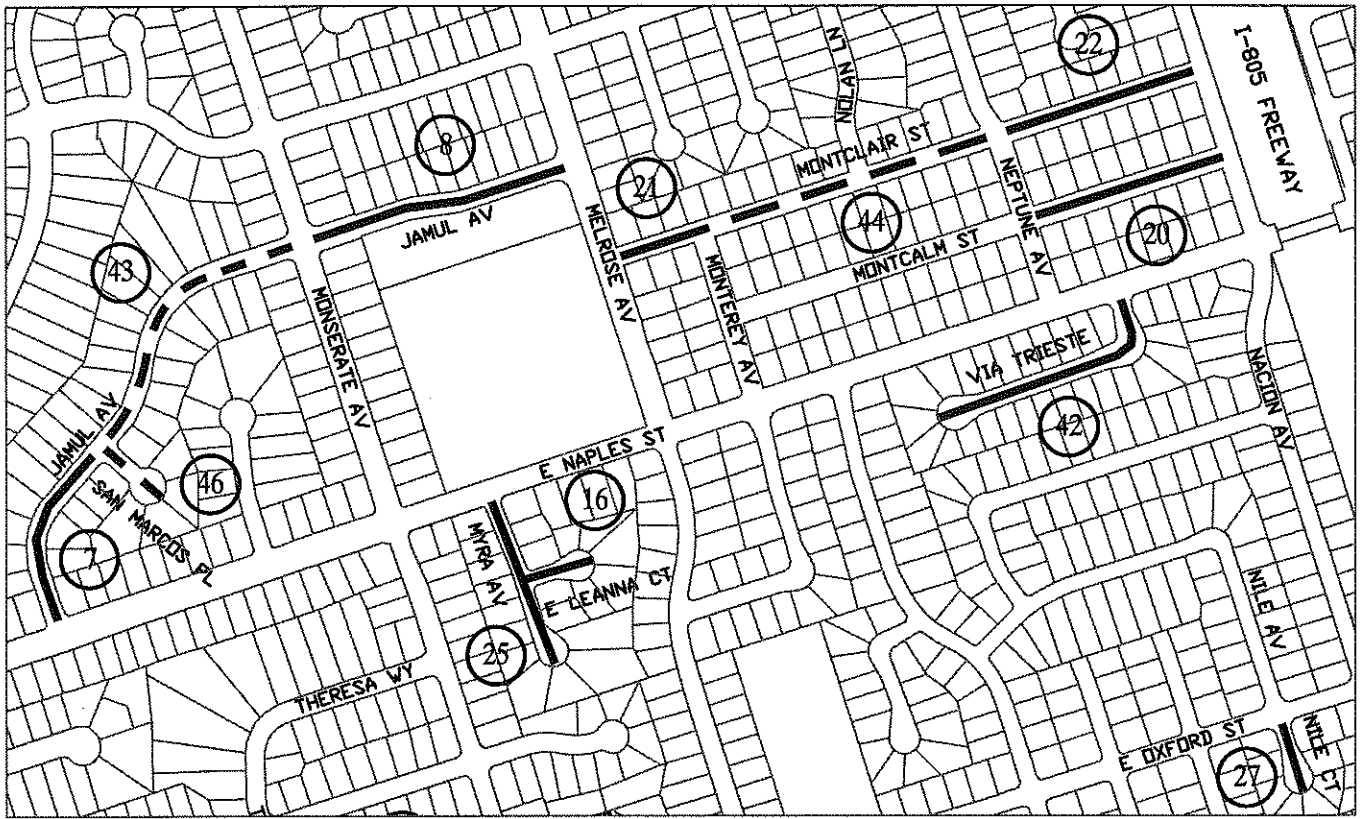 22
I-805 FREEWAY
NOLAN LN
8
MONTCLAIR ST
21
NEPTUNE AV
JAMUL AV
MELROSE AV
44
20
43
MONTCALM ST
MONTEREY AV
MONSERATE AV
VIA TRIESTE
NACION AV
JAMUL AV
42
E NAPLES ST
46
SAN MARCOS PL
16
7
MYRA AV
E LEANNA CT
NILE AV
25
THERESA WY
E OXFORD ST
NILE CT
27